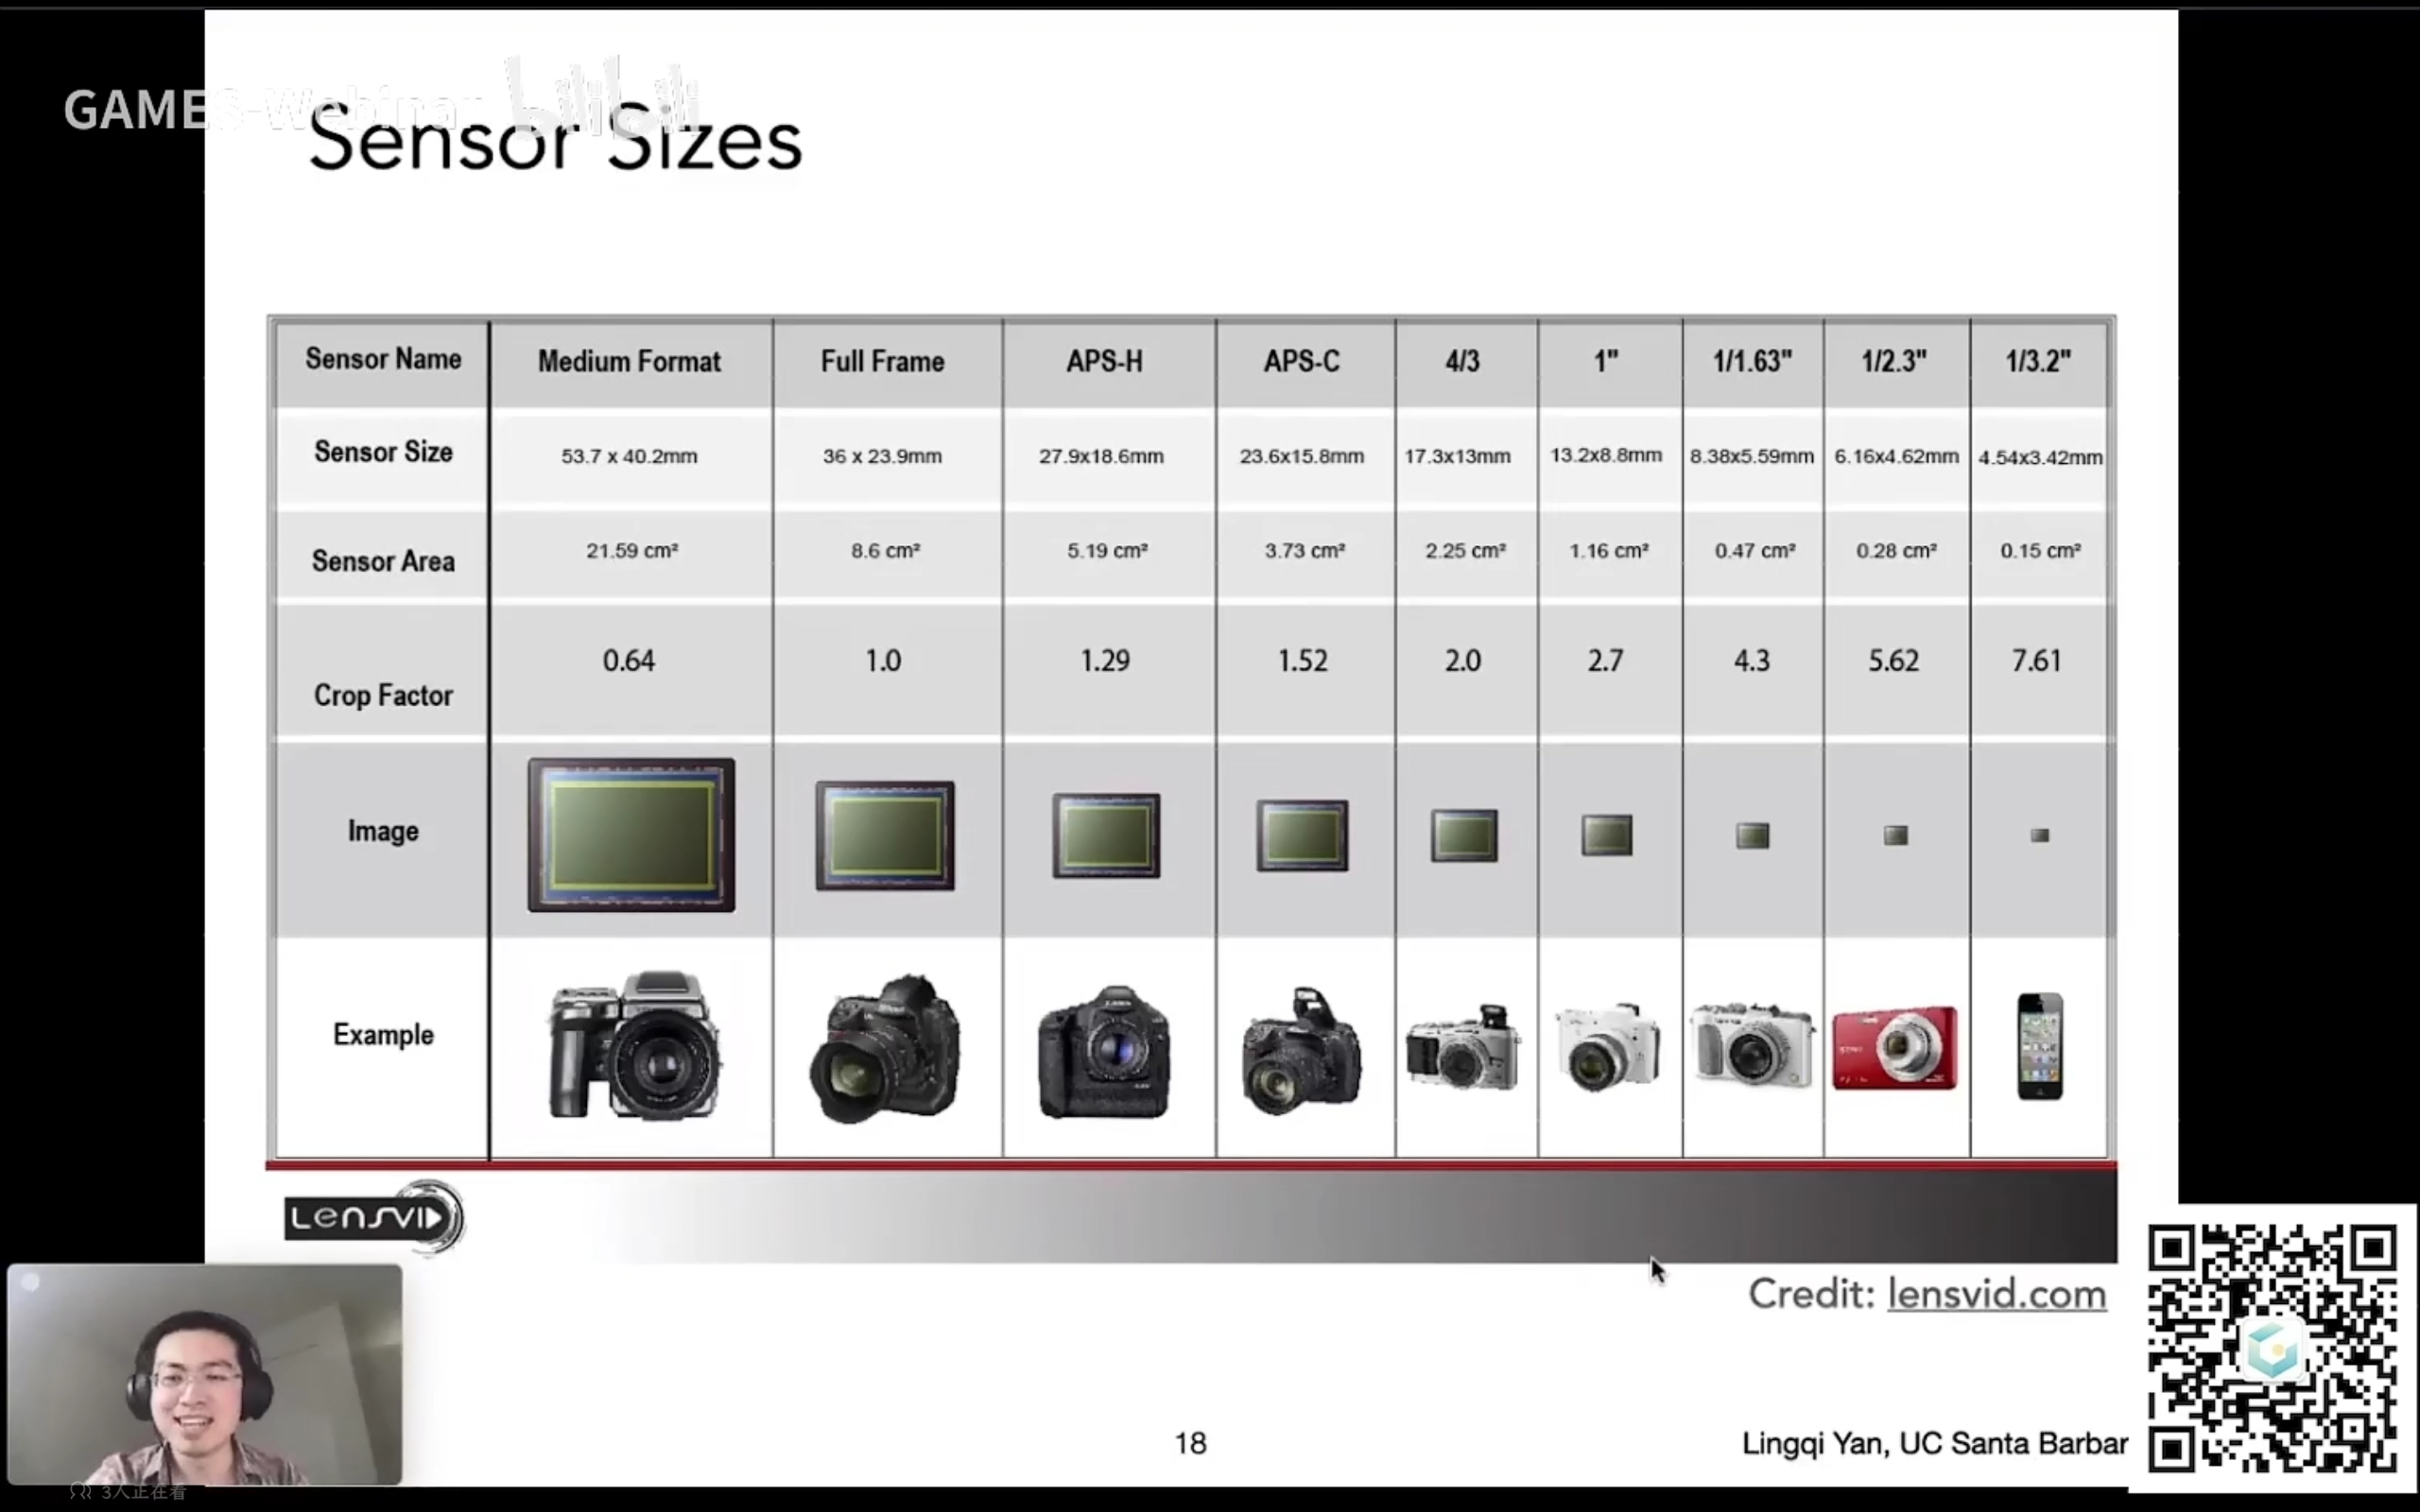 GAMES-Webinar bilibili
Sensor Sizes
Sensor Name Medium Format Full Frame APS-H APS-C 4/3 1" 1/1.63" 1/2.3" 1/3.2"
Sensor Size 53.7 x 40.2mm 36 x 23.9mm 27.9x18.6mm 23.6x15.8mm 17.3x13mm 13.2x8.8mm 8.38x5.59mm 6.16x4.62mm 4.54x3.42mm
Sensor Area 21.59 cm² 8.6 cm² 5.19 cm² 3.73 cm² 2.25 cm² 1.16 cm² 0.47 cm² 0.28 cm² 0.15 cm²
Crop Factor 0.64 1.0 1.29 1.52 2.0 2.7 4.3 5.62 7.61
Image
Example
LensVID
Credit: lensvid.com
18
Lingqi Yan, UC Santa Barbar
3人正在看